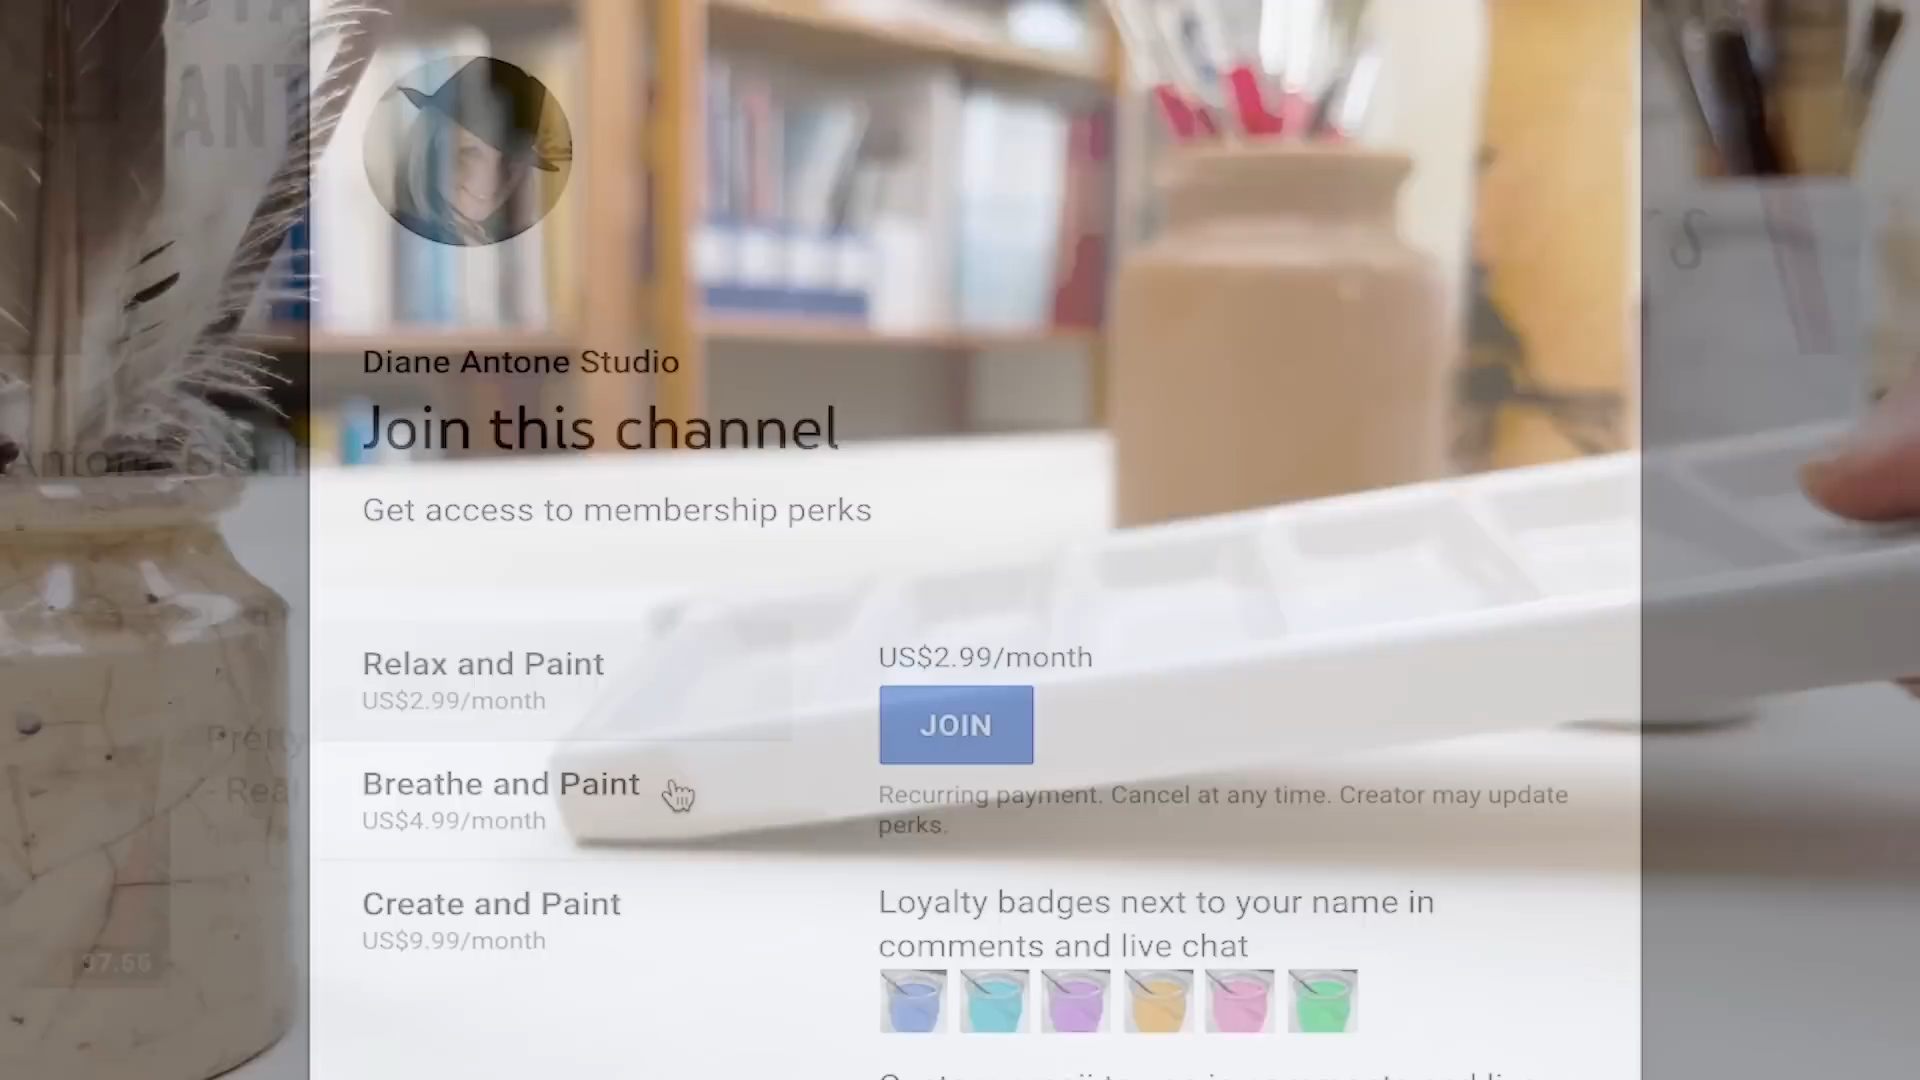 Diane Antone Studio
Join this channel
Get access to membership perks
Relax and Paint
US$2.99/month
Breathe and Paint
US$4.99/month
Create and Paint
US$9.99/month
US$2.99/month
JOIN
Recurring payment. Cancel at any time. Creator may update
perks.
Loyalty badges next to your name in
comments and live chat